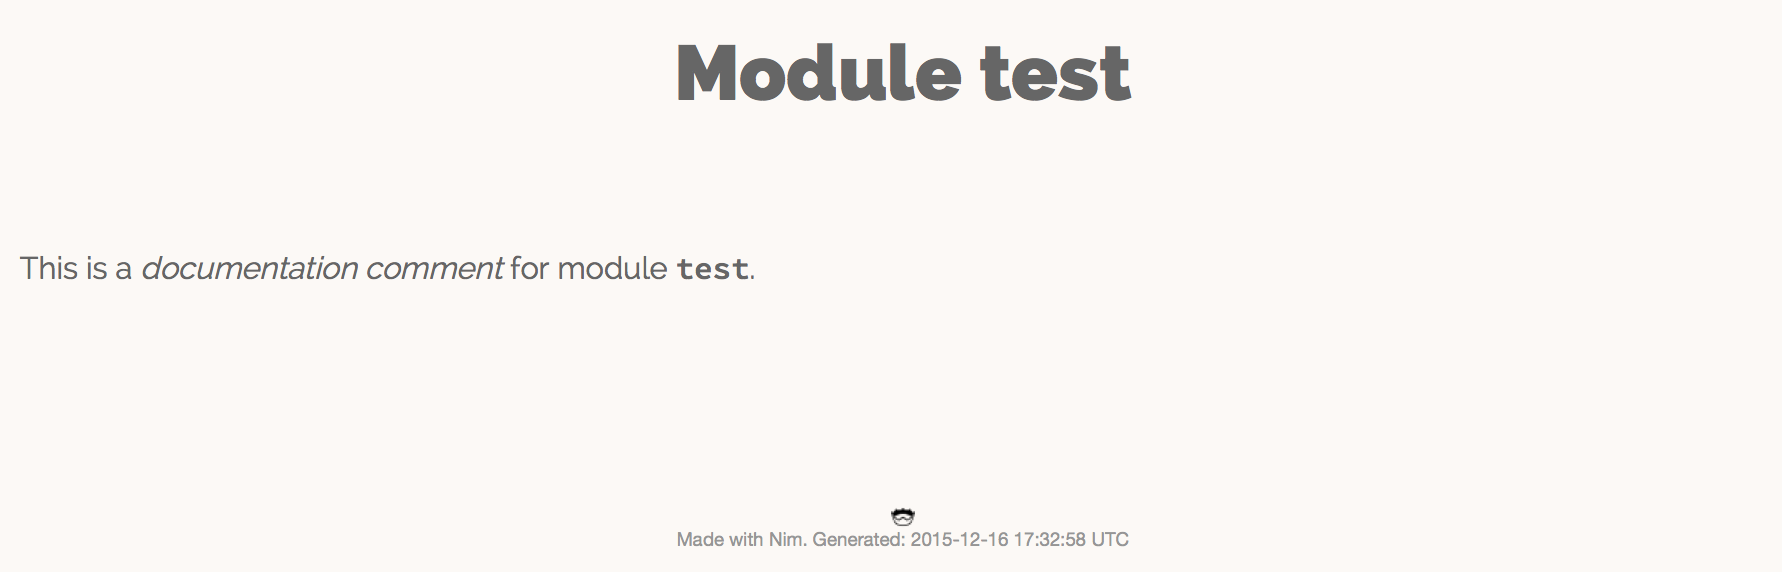 Module test
This is a documentation comment for module test.
Made with Nim. Generated: 2015-12-16 17:32:58 UTC